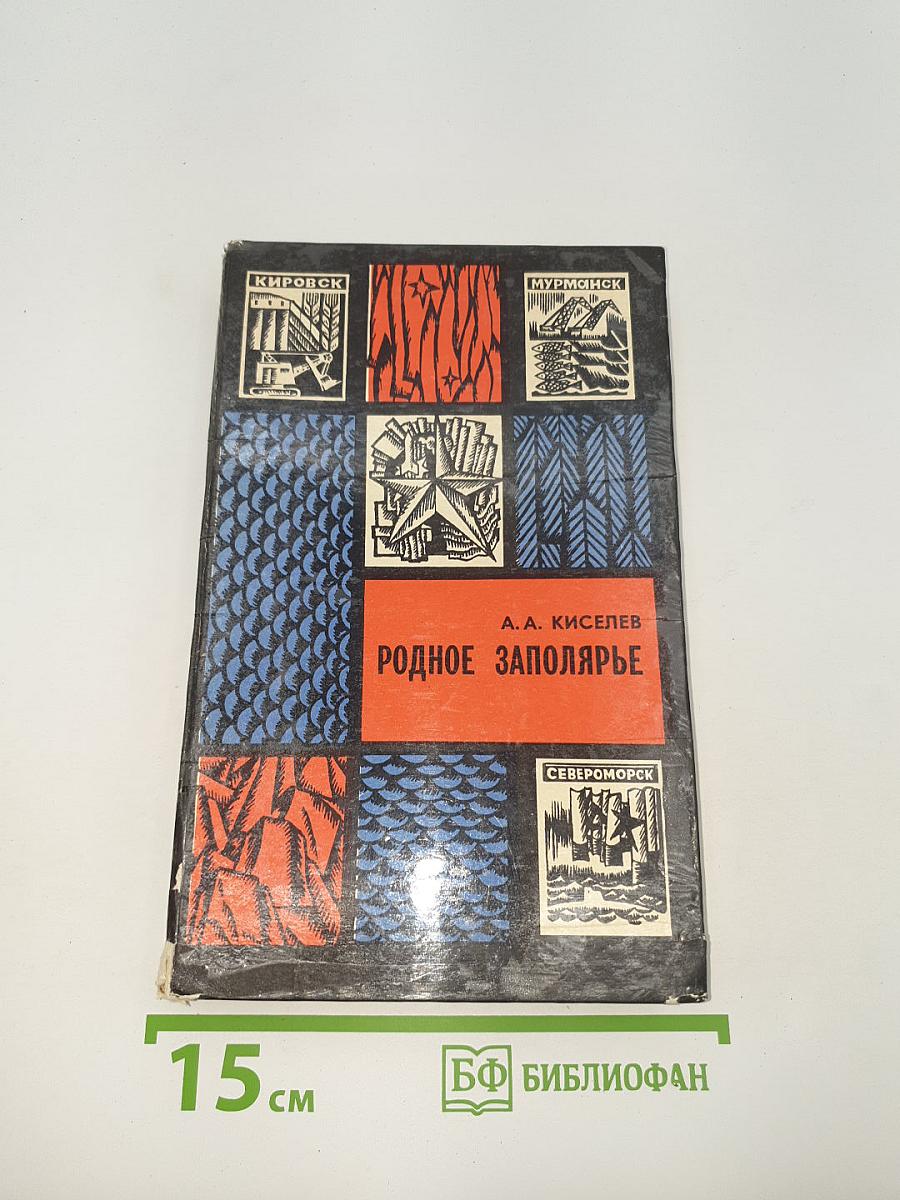 КИРОВСК
МУРМАНСК
А. А. КИСЕЛЕВ
РОДНОЕ ЗАПОЛЯРЬЕ
СЕВЕРОМОРСК
15 см
БФ БИБЛИОФАН